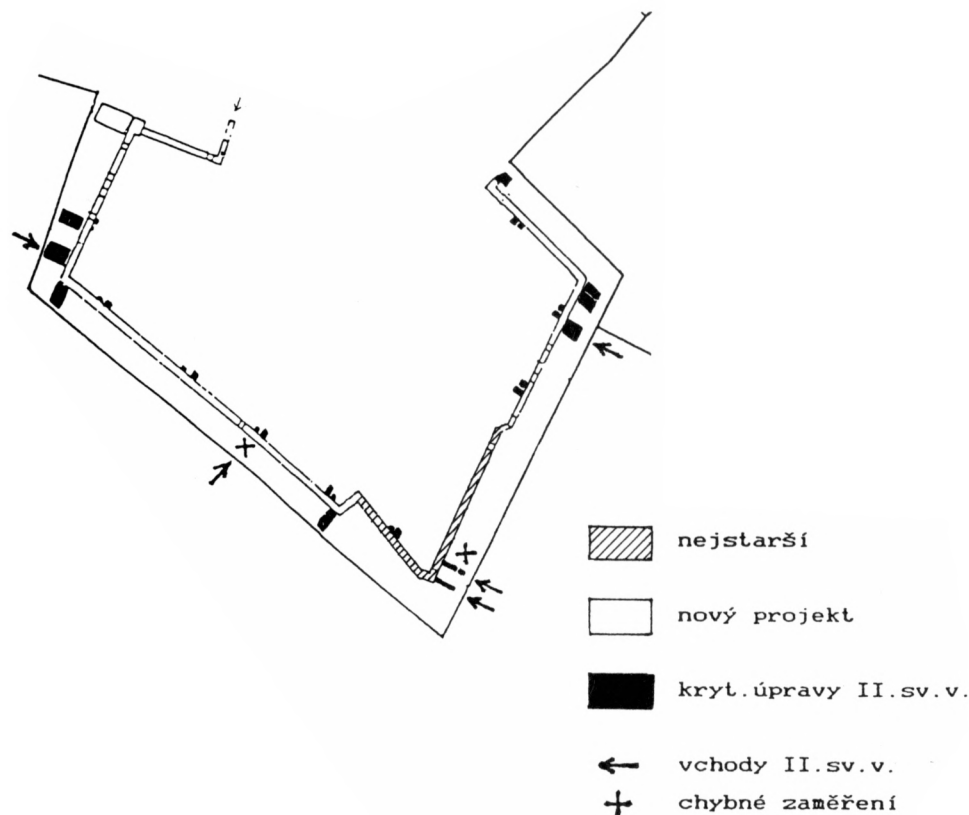 nejstarší
nový projekt
kryt.úpravy II.sv.v.
vchody II.sv.v.
chybné zaměření